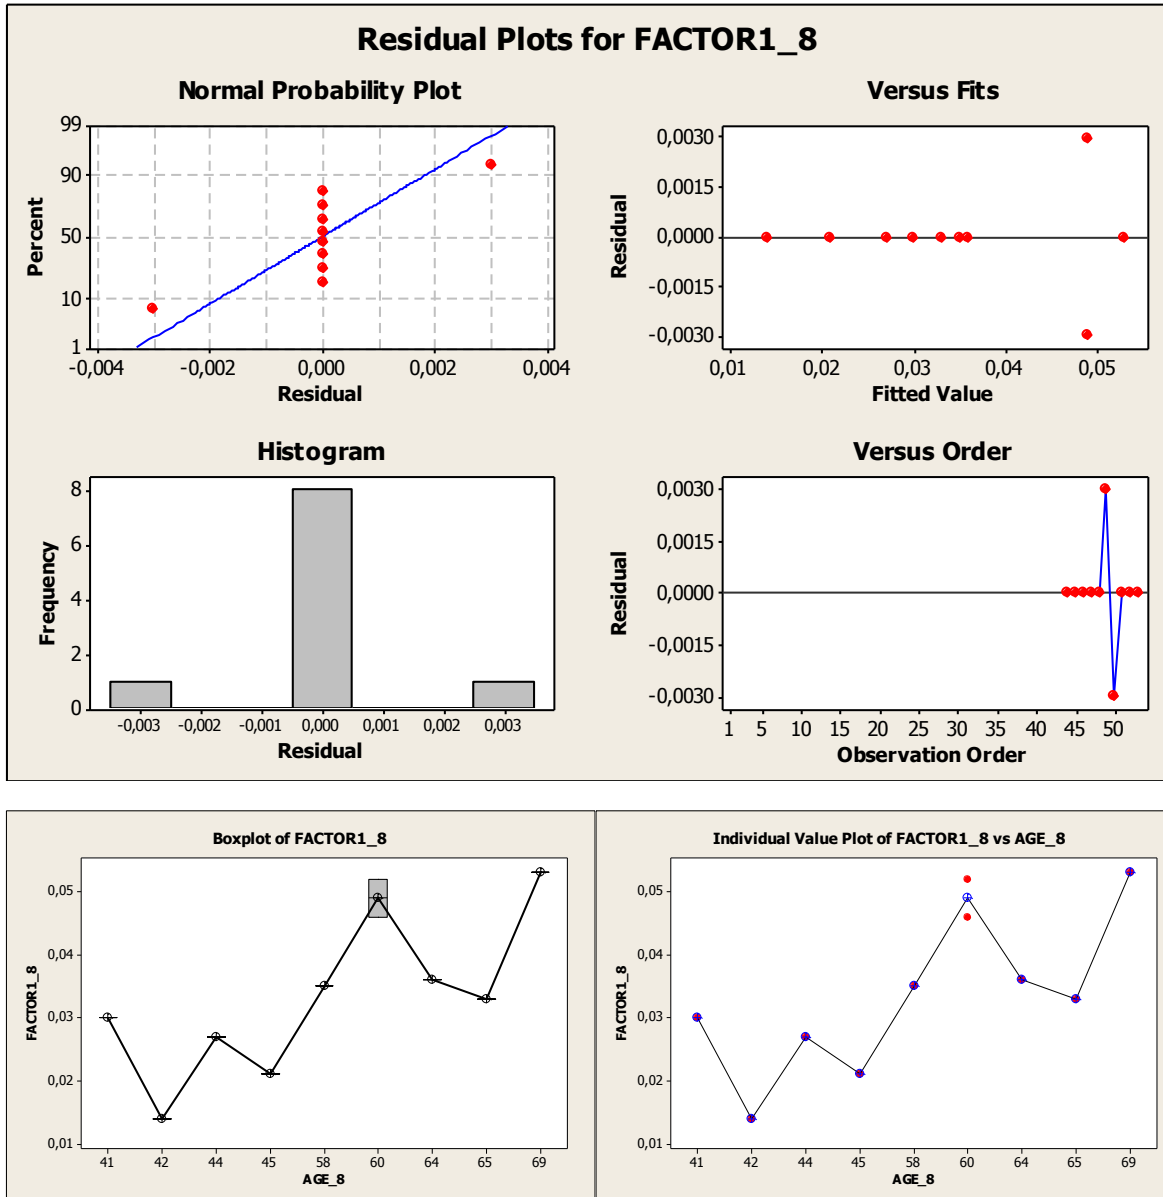 Residual Plots for FACTOR1_8
Normal Probability Plot
99
90
50
10
1
Percent
-0,004 -0,002 0,000 0,002 0,004
Residual
Versus Fits
0,0030
0,0015
0,0000
-0,0015
-0,0030
Residual
0,01 0,02 0,03 0,04 0,05
Fitted Value
Histogram
8
6
4
2
0
Frequency
-0,003 -0,002 -0,001 0,000 0,001 0,002 0,003
Residual
Versus Order
0,0030
0,0015
0,0000
-0,0015
-0,0030
Residual
1 5 10 15 20 25 30 35 40 45 50
Observation Order
Boxplot of FACTOR1_8
0,05
0,04
0,03
0,02
0,01
FACTOR1_8
41 42 44 45 58 60 64 65 69
AGE_8
Individual Value Plot of FACTOR1_8 vs AGE_8
0,05
0,04
0,03
0,02
0,01
FACTOR1_8
41 42 44 45 58 60 64 65 69
AGE_8